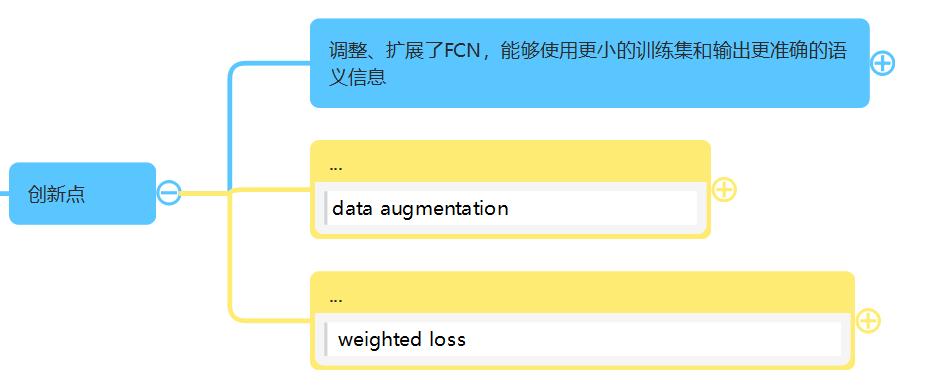 创新点
调整、扩展了FCN，能够使用更小的训练集和输出更准确的语
义信息
...
data augmentation
...
weighted loss